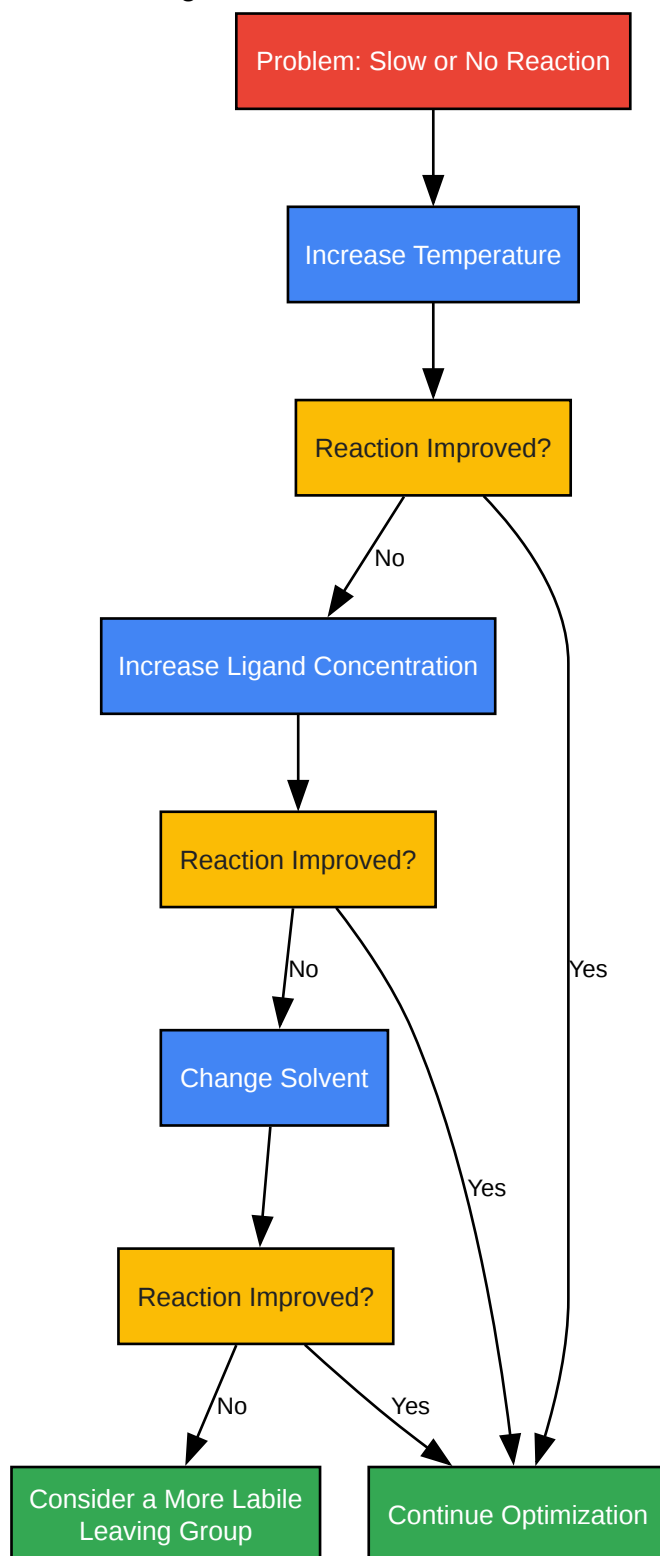 Problem: Slow or No Reaction
Increase Temperature
Reaction Improved?
No
Increase Ligand Concentration
Reaction Improved?
No
Yes
Change Solvent
Yes
Reaction Improved?
No
Yes
Consider a More Labile
Leaving Group
Continue Optimization